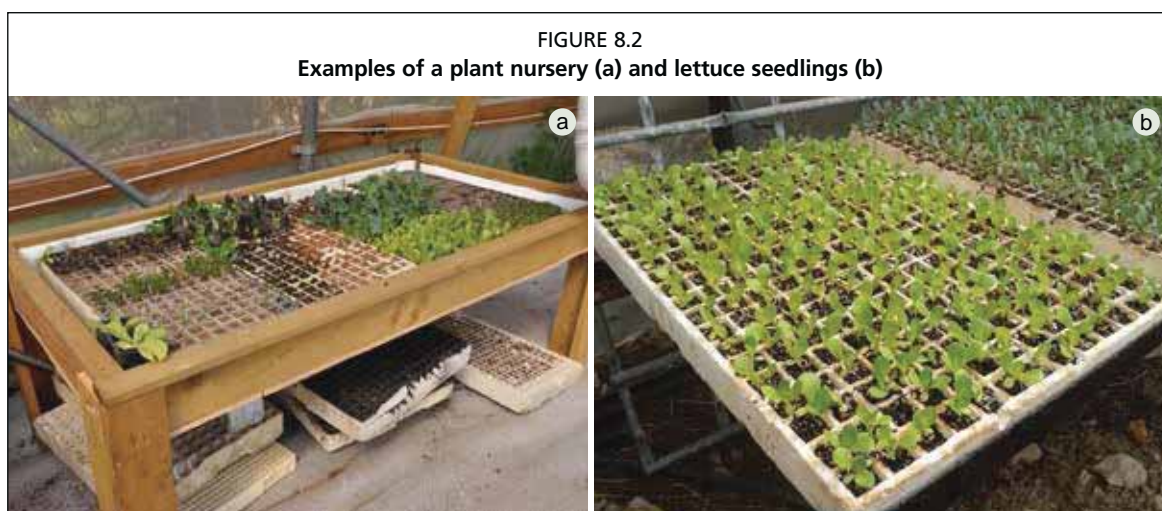 FIGURE 8.2
Examples of a plant nursery (a) and lettuce seedlings (b)
a
b